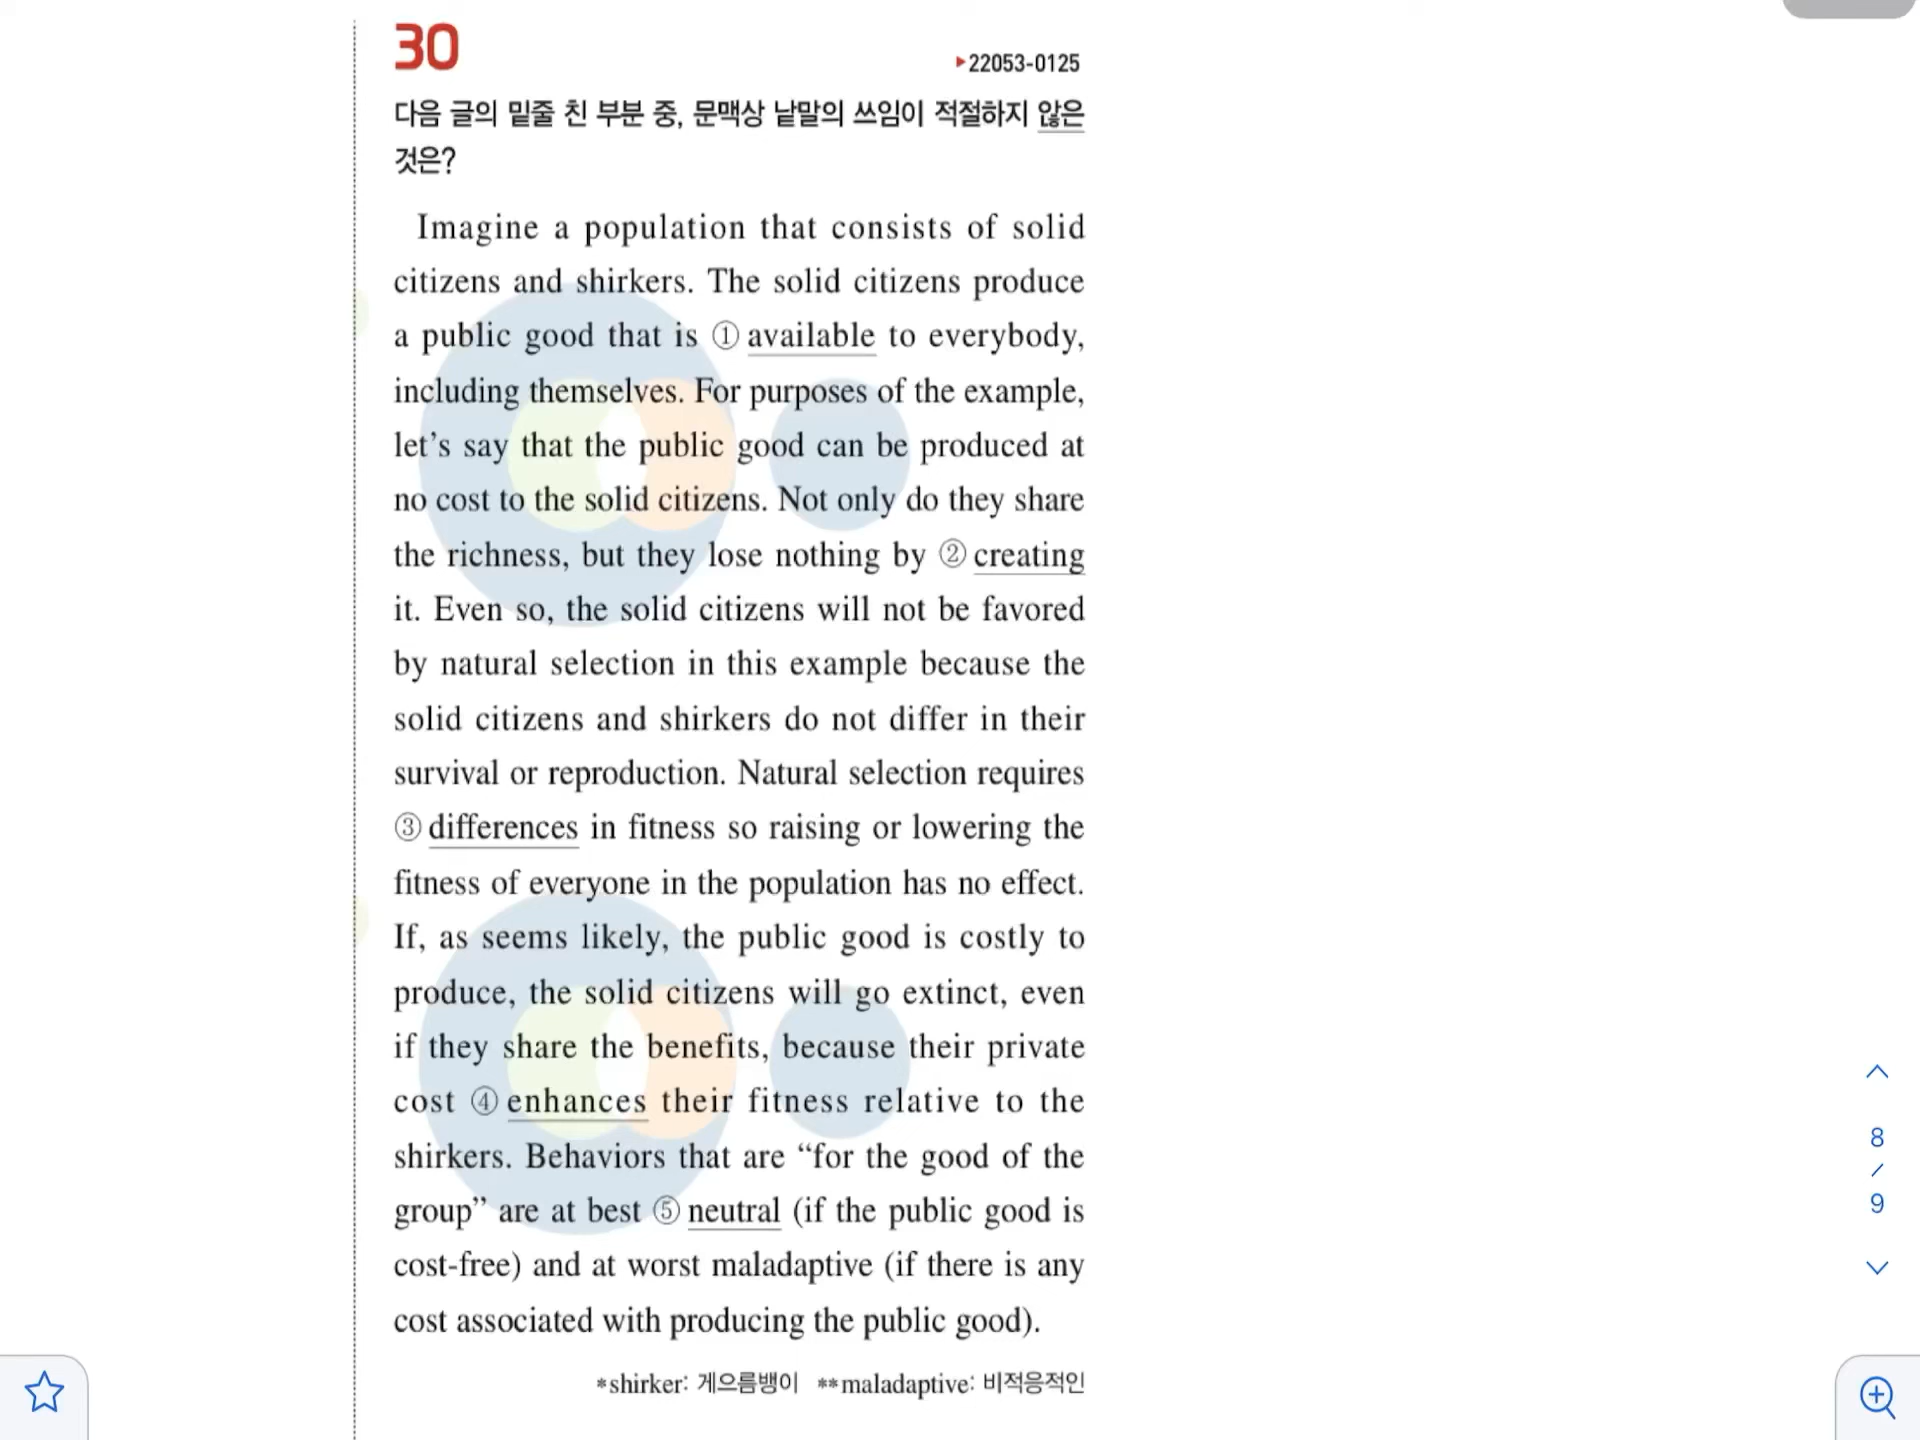 30
▶22053-0125
다음 글의 밑줄 친 부분 중, 문맥상 낱말의 쓰임이 적절하지 않은
것은?
Imagine a population that consists of solid
citizens and shirkers. The solid citizens produce
a public good that is ① available to everybody,
including themselves. For purposes of the example,
let's say that the public good can be produced at
no cost to the solid citizens. Not only do they share
the richness, but they lose nothing by ② creating
it. Even so, the solid citizens will not be favored
by natural selection in this example because the
solid citizens and shirkers do not differ in their
survival or reproduction. Natural selection requires
③ differences in fitness so raising or lowering the
fitness of everyone in the population has no effect.
If, as seems likely, the public good is costly to
produce, the solid citizens will go extinct, even
if they share the benefits, because their private
cost ④ enhances their fitness relative to the
shirkers. Behaviors that are “for the good of the
group” are at best ⑤ neutral (if the public good is
cost-free) and at worst maladaptive (if there is any
cost associated with producing the public good).
*shirker: 게으름뱅이 **maladaptive: 비적응적인
8
/
9